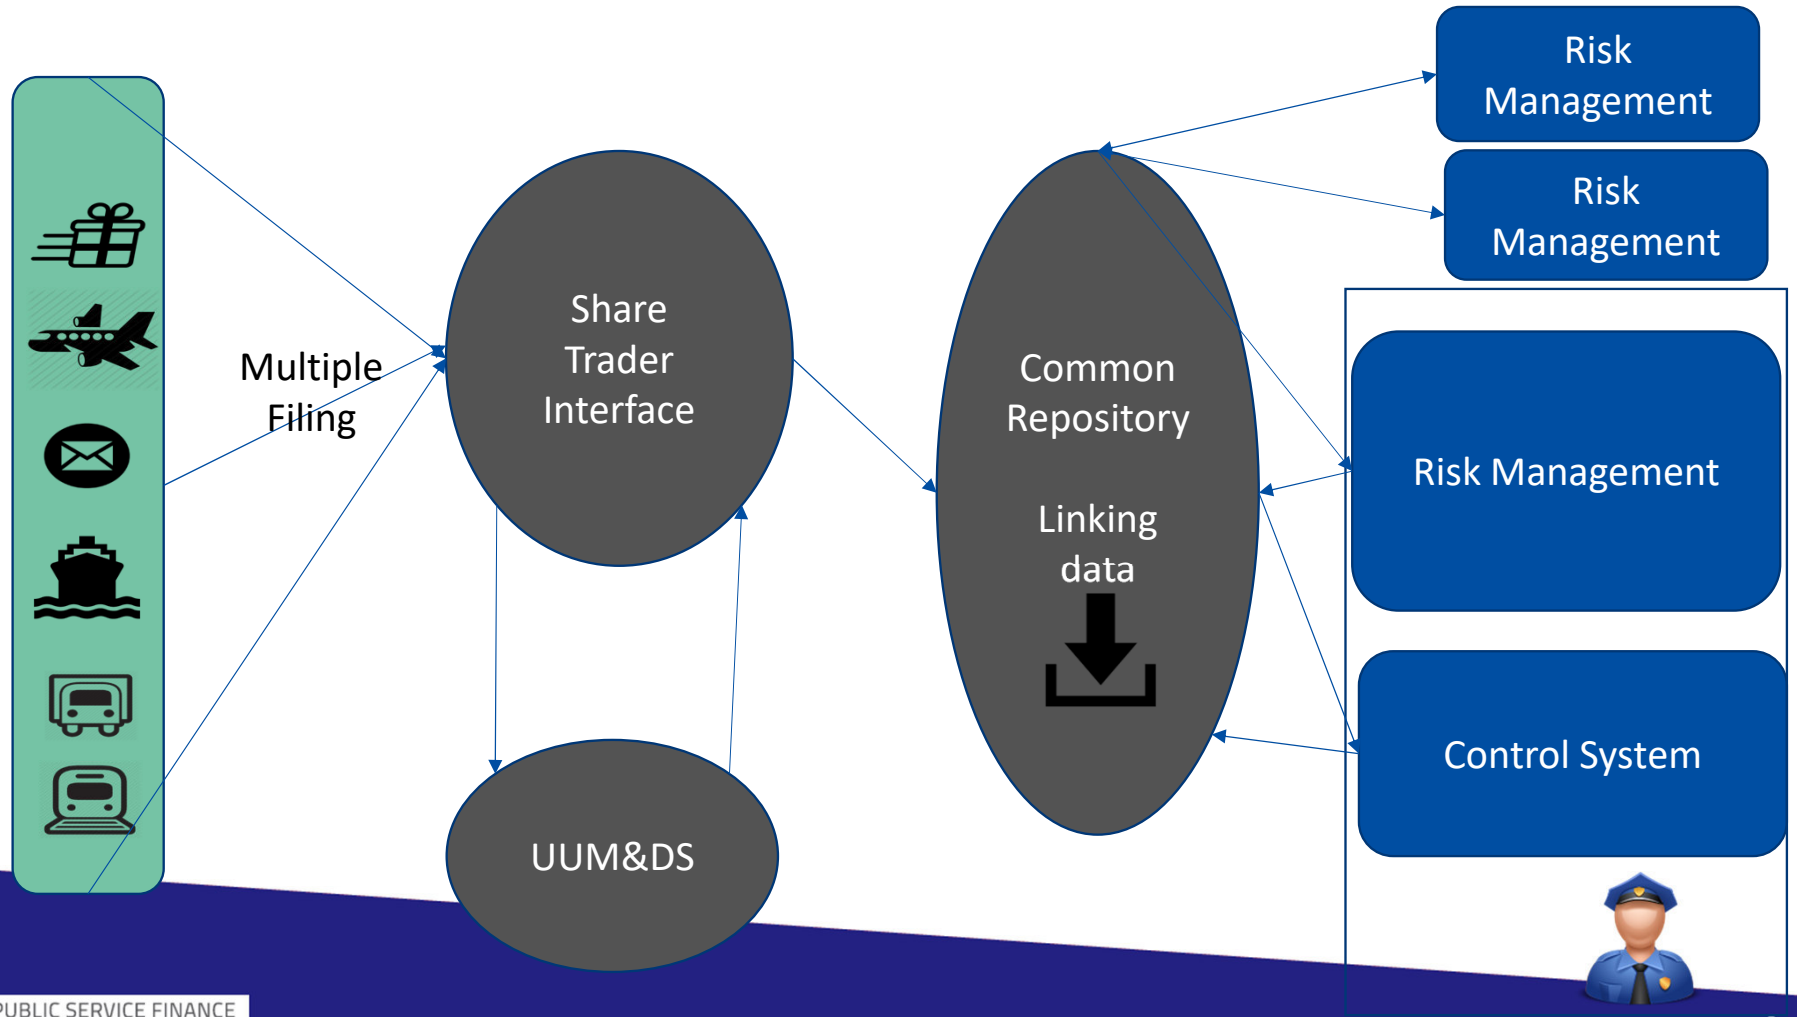 Multiple
Filing
Share
Trader
Interface
UUM&DS
Common
Repository
Linking
data
Risk
Management
Risk
Management
Risk Management
Control System
PUBLIC SERVICE FINANCE